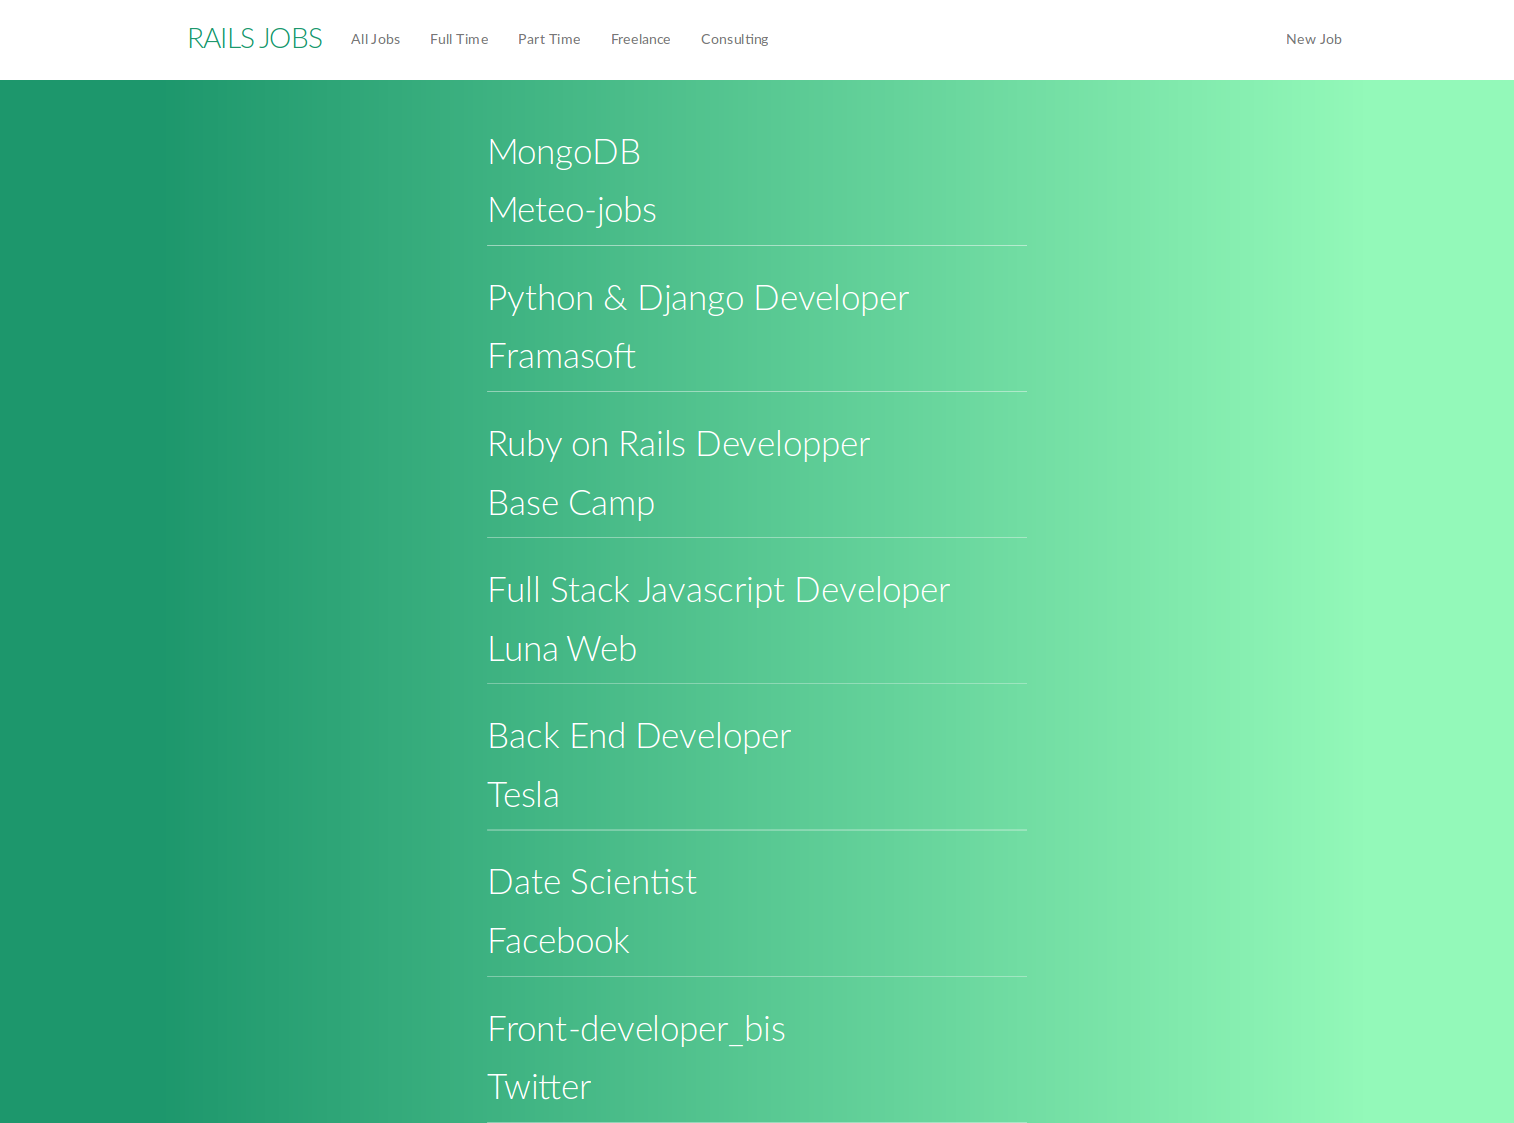 RAILS JOBS All Jobs Full Time Part Time Freelance Consulting New Job
MongoDB
Meteo-jobs
Python & Django Developer
Framasoft
Ruby on Rails Developper
Base Camp
Full Stack Javascript Developer
Luna Web
Back End Developer
Tesla
Date Scientist
Facebook
Front-developer_bis
Twitter